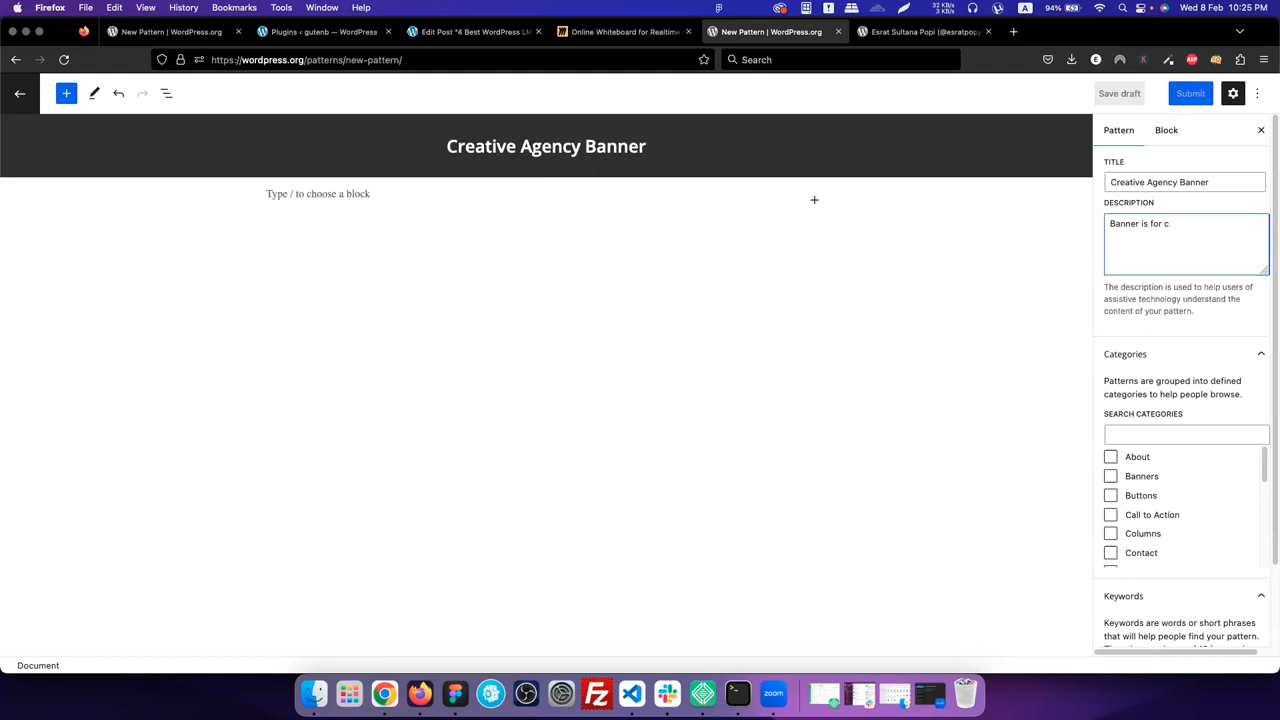 Firefox File Edit View History Bookmarks Tools Window Help
32 KB/s
4 KB/s
A 94% Wed 8 Feb 10:25 PM
New Pattern | WordPress.org
Plugins ‹ gutenb — WordPress
Edit Post "4 Best WordPress LM
Online Whiteboard for Realtime
New Pattern | WordPress.org
Esrat Sultana Popi (@esratpopy
https://wordpress.org/patterns/new-pattern/
Search
Save draft
Submit
Creative Agency Banner
Type / to choose a block
Pattern
Block
TITLE
Creative Agency Banner
DESCRIPTION
Banner is for c
The description is used to help users of
assistive technology understand the
content of your pattern.
Categories
Patterns are grouped into defined
categories to help people browse.
SEARCH CATEGORIES
About
Banners
Buttons
Call to Action
Columns
Contact
Keywords
Keywords are words or short phrases
that will help people find your pattern.
Document
zoom